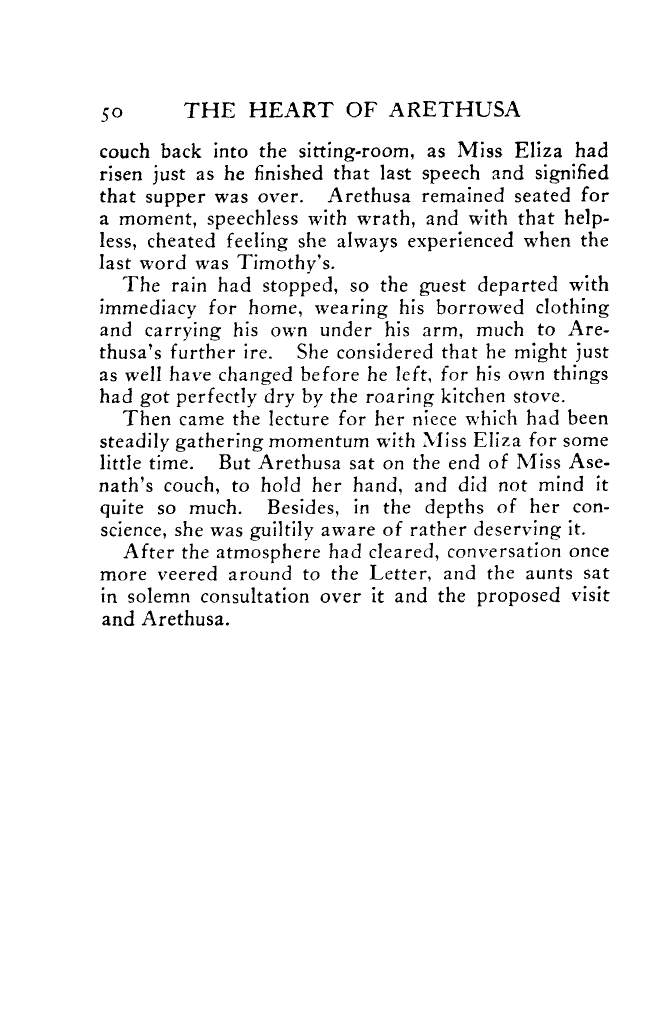 50 THE HEART OF ARETHUSA
couch back into the sitting-room, as Miss Eliza had
risen just as he finished that last speech and signified
that supper was over. Arethusa remained seated for
a moment, speechless with wrath, and with that help-
less, cheated feeling she always experienced when the
last word was Timothy's.
The rain had stopped, so the guest departed with
immediacy for home, wearing his borrowed clothing
and carrying his own under his arm, much to Are-
thusa's further ire. She considered that he might just
as well have changed before he left, for his own things
had got perfectly dry by the roaring kitchen stove.
Then came the lecture for her niece which had been
steadily gathering momentum with Miss Eliza for some
little time. But Arethusa sat on the end of Miss Ase-
nath's couch, to hold her hand, and did not mind it
quite so much. Besides, in the depths of her con-
science, she was guiltily aware of rather deserving it.
After the atmosphere had cleared, conversation once
more veered around to the Letter, and the aunts sat
in solemn consultation over it and the proposed visit
and Arethusa.